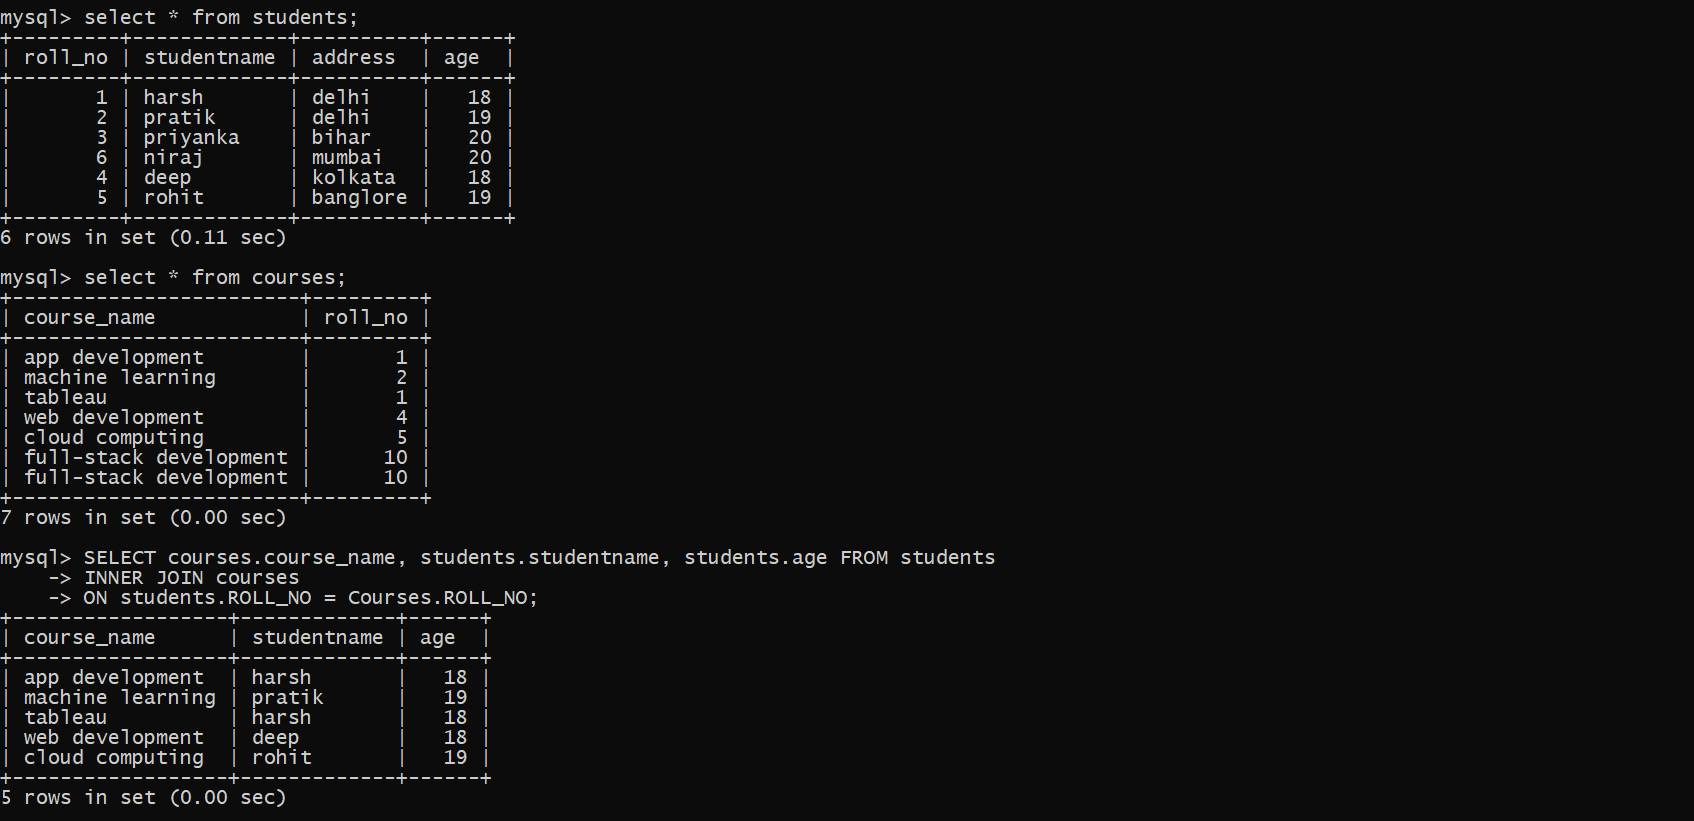 mysql> select * from students;
+---------+-------------+----------+------+
| roll_no | studentname | address  | age  |
+---------+-------------+----------+------+
|       1 | harsh       | delhi    |   18 |
|       2 | pratik      | delhi    |   19 |
|       3 | priyanka    | bihar    |   20 |
|       6 | niraj       | mumbai   |   20 |
|       4 | deep        | kolkata  |   18 |
|       5 | rohit       | banglore |   19 |
+---------+-------------+----------+------+
6 rows in set (0.11 sec)

mysql> select * from courses;
+------------------------+---------+
| course_name            | roll_no |
+------------------------+---------+
| app development        |       1 |
| machine learning       |       2 |
| tableau                |       1 |
| web development        |       4 |
| cloud computing        |       5 |
| full-stack development |      10 |
| full-stack development |      10 |
+------------------------+---------+
7 rows in set (0.00 sec)

mysql> SELECT courses.course_name, students.studentname, students.age FROM students
    -> INNER JOIN courses
    -> ON students.ROLL_NO = Courses.ROLL_NO;
+------------------+-------------+------+
| course_name      | studentname | age  |
+------------------+-------------+------+
| app development  | harsh       |   18 |
| machine learning | pratik      |   19 |
| tableau          | harsh       |   18 |
| web development  | deep        |   18 |
| cloud computing  | rohit       |   19 |
+------------------+-------------+------+
5 rows in set (0.00 sec)